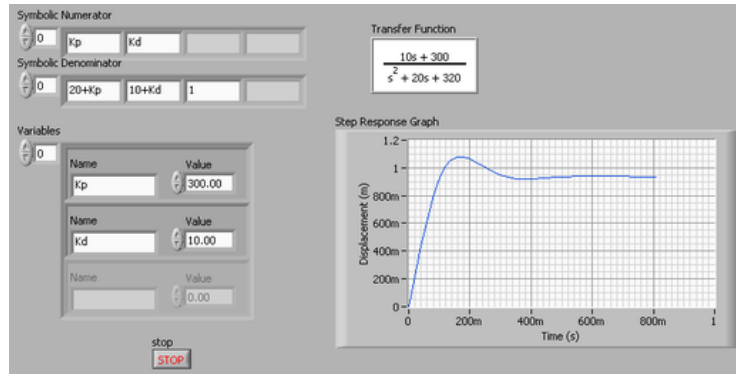 Symbolic Numerator
0 Kp Kd
Symbolic Denominator
0 20+Kp 10+Kd 1
Variables
0
Name Value
Kp 300.00
Name Value
Kd 10.00
Name Value
0.00
stop
STOP
Transfer Function
10s + 300
s^2 + 20s + 320
Step Response Graph
Displacement (m)
1.2
1
800m
600m
400m
200m
0
0 200m 400m 600m 800m 1
Time (s)